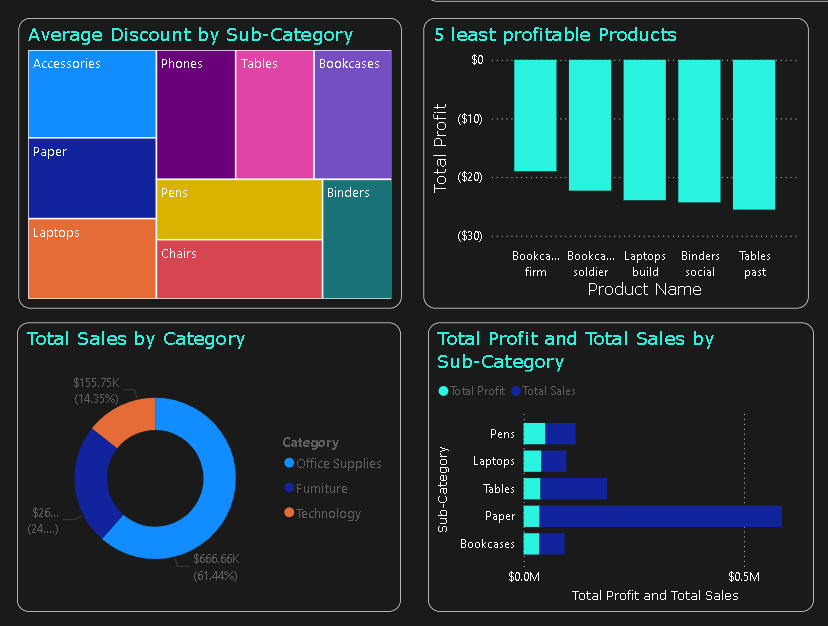 Average Discount by Sub-Category
Accessories
Phones
Tables
Bookcases
Paper
Pens
Binders
Laptops
Chairs
5 least profitable Products
Total Profit
$0
($10)
($20)
($30)
Bookca... firm
Bookca... soldier
Laptops build
Binders social
Tables past
Product Name
Total Sales by Category
$155.75K
(14.35%)
$26...
(24....)
$666.66K
(61.44%)
Category
Office Supplies
Furniture
Technology
Total Profit and Total Sales by
Sub-Category
Total Profit Total Sales
Sub-Category
Pens
Laptops
Tables
Paper
Bookcases
$0.0M $0.5M
Total Profit and Total Sales